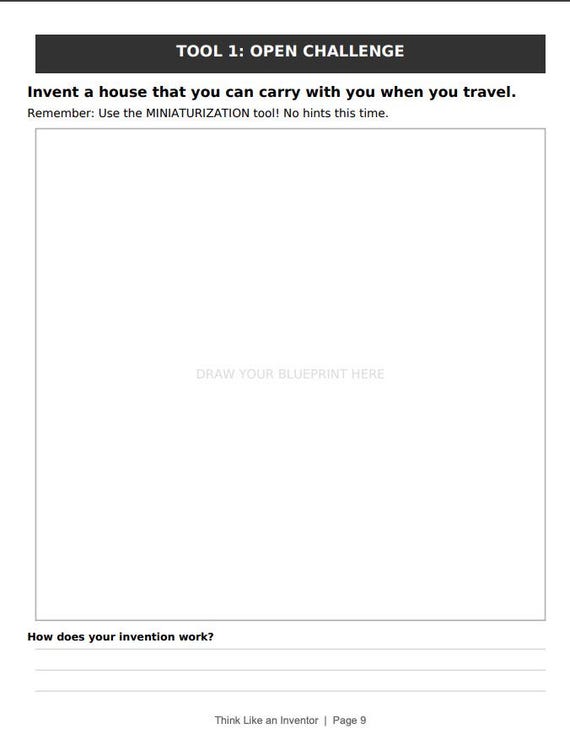 TOOL 1: OPEN CHALLENGE
Invent a house that you can carry with you when you travel.
Remember: Use the MINIATURIZATION tool! No hints this time.
DRAW YOUR BLUEPRINT HERE
How does your invention work?
Think Like an Inventor | Page 9